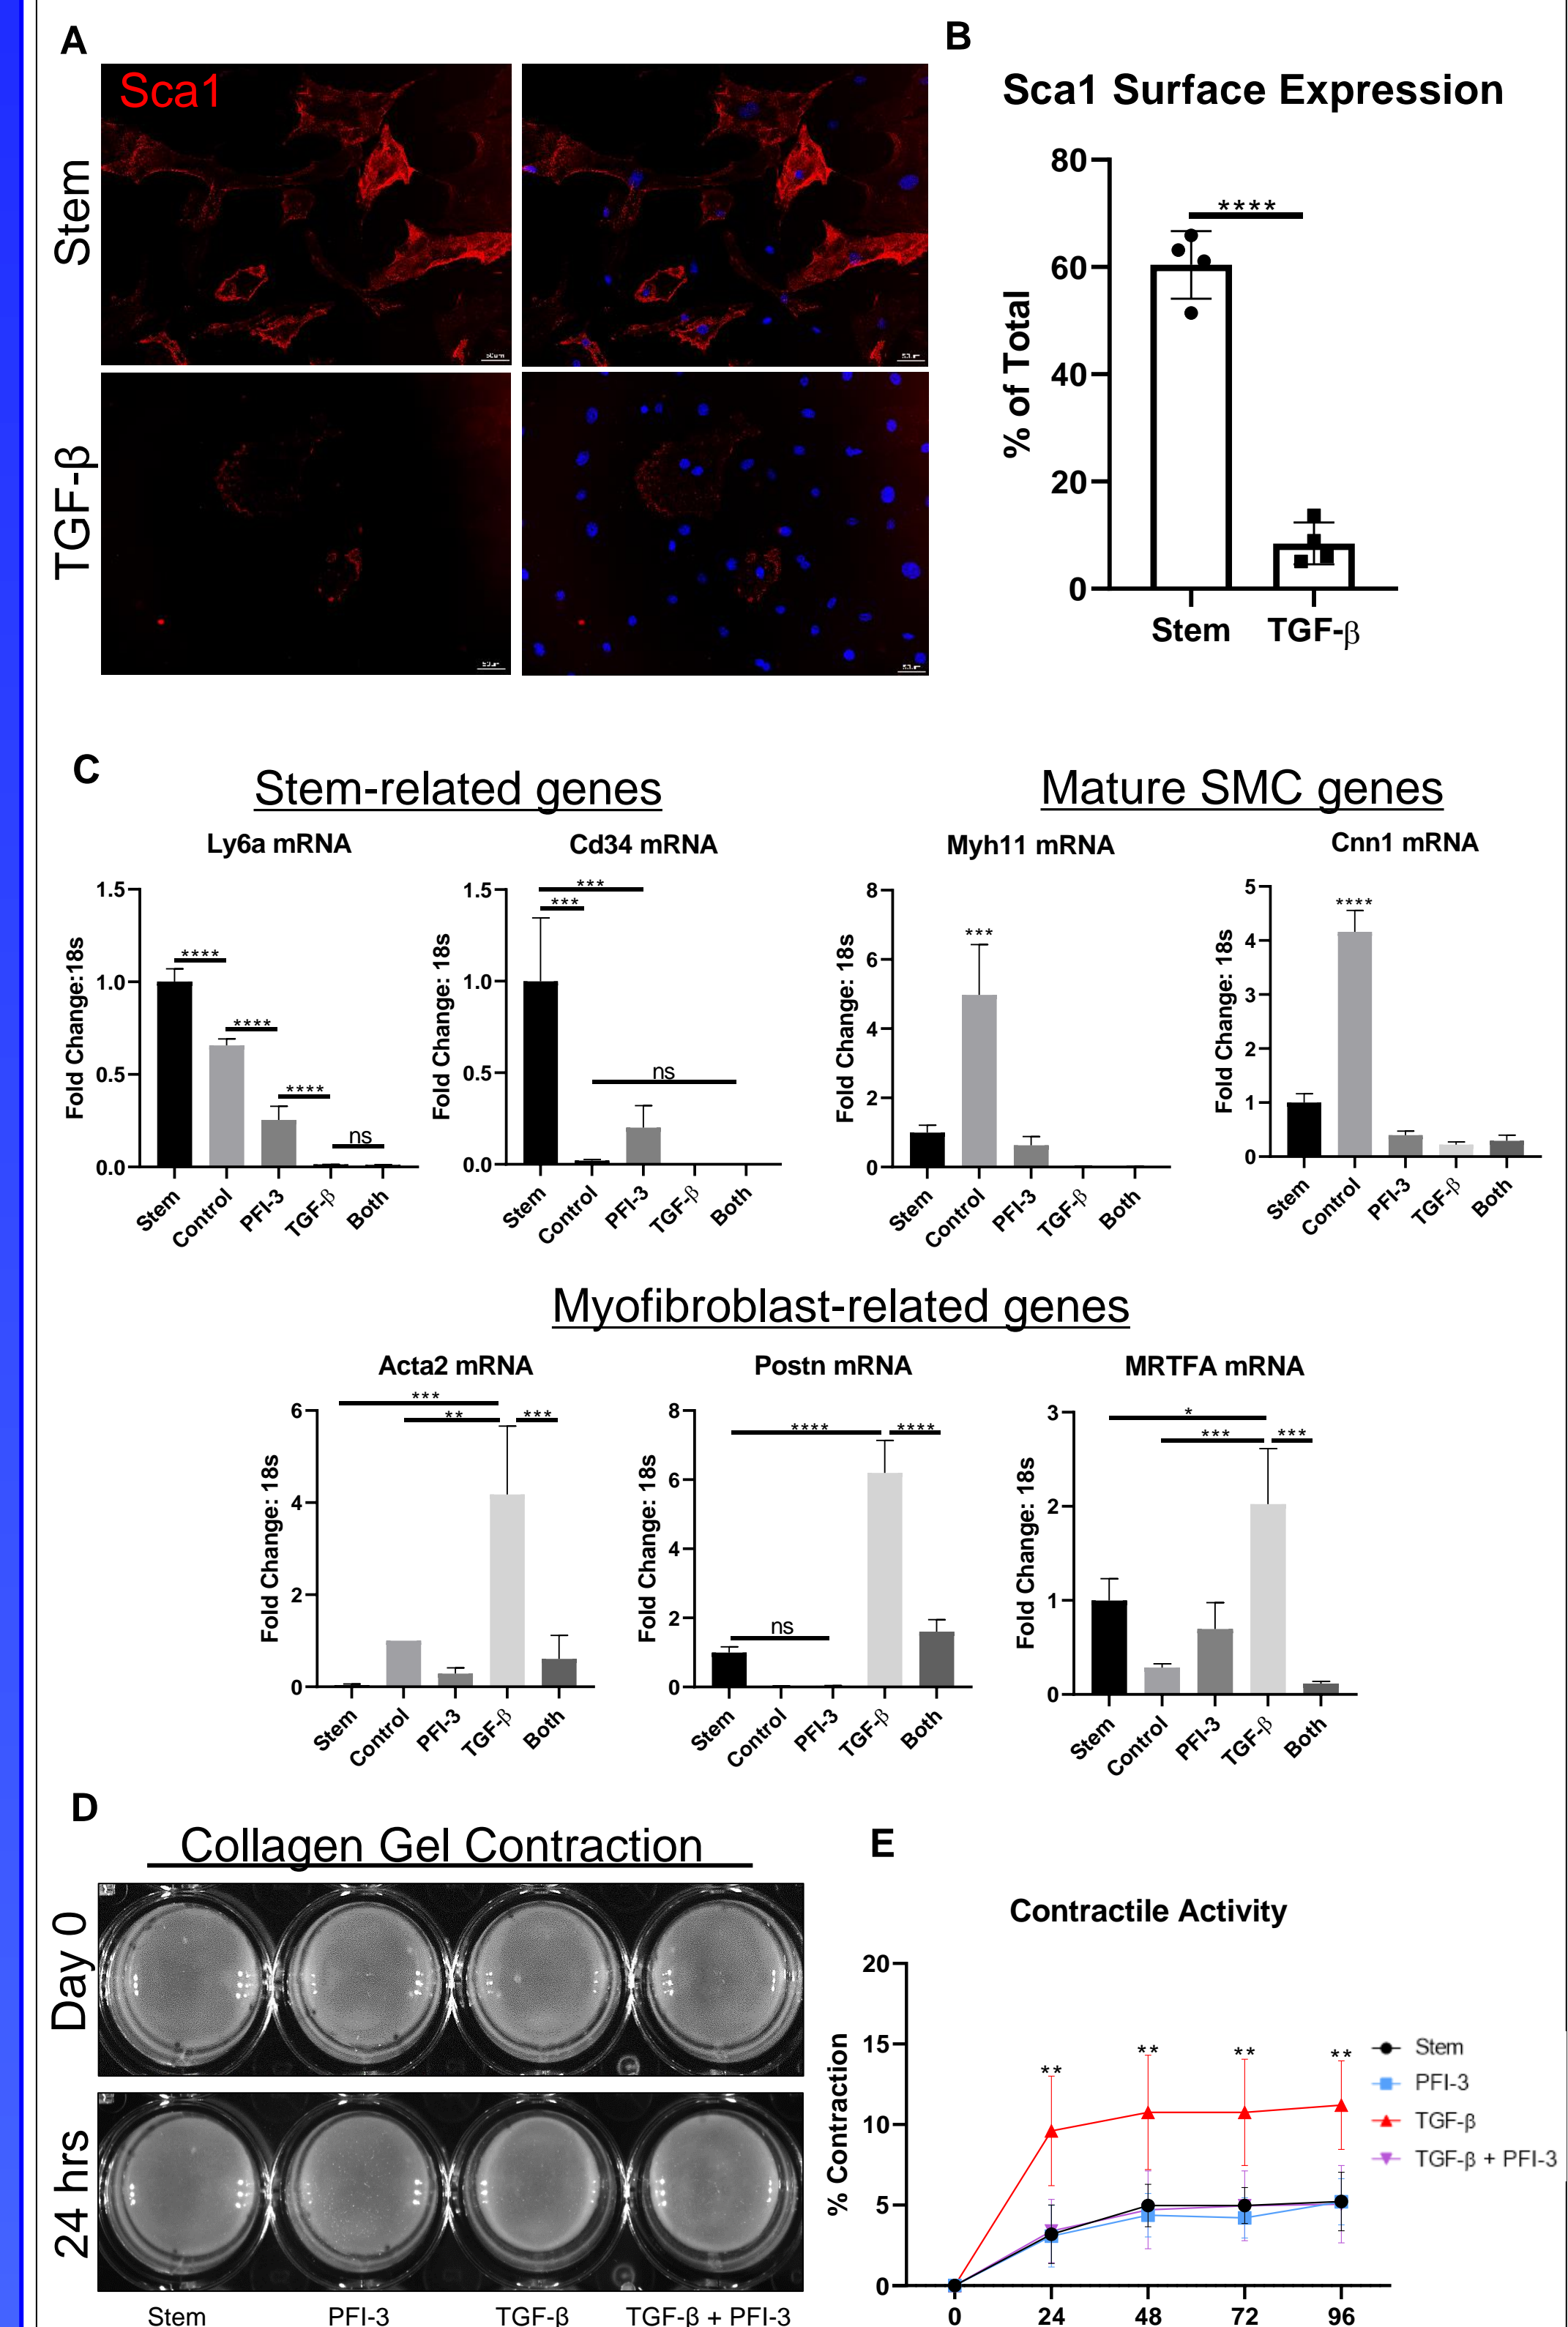 A
Sca1
Stem
TGF-β
50µm
B
Sca1 Surface Expression
% of Total
80
60
40
20
0
****
Stem TGF-β
C
Stem-related genes
Ly6a mRNA
Fold Change:18s
1.5
1.0
0.5
0.0
****
****
****
ns
Stem
Control
PFI-3
TGF-β
Both
Cd34 mRNA
Fold Change: 18s
1.5
1.0
0.5
0.0
***
***
ns
Stem
Control
PFI-3
TGF-β
Both
Mature SMC genes
Myh11 mRNA
Fold Change: 18s
8
6
4
2
0
***
Stem
Control
PFI-3
TGF-β
Both
Cnn1 mRNA
Fold Change: 18s
5
4
3
2
1
0
****
Stem
Control
PFI-3
TGF-β
Both
Myofibroblast-related genes
Acta2 mRNA
Fold Change: 18s
6
4
2
0
***
**
***
Stem
Control
PFI-3
TGF-β
Both
Postn mRNA
Fold Change: 18s
8
6
4
2
0
****
****
ns
Stem
Control
PFI-3
TGF-β
Both
MRTFA mRNA
Fold Change: 18s
3
2
1
0
*
***
***
Stem
Control
PFI-3
TGF-β
Both
D
Collagen Gel Contraction
Day 0
24 hrs
Stem PFI-3 TGF-β TGF-β + PFI-3
E
Contractile Activity
% Contraction
20
15
10
5
0
** ** ** **
0 24 48 72 96
Stem
PFI-3
TGF-β
TGF-β + PFI-3